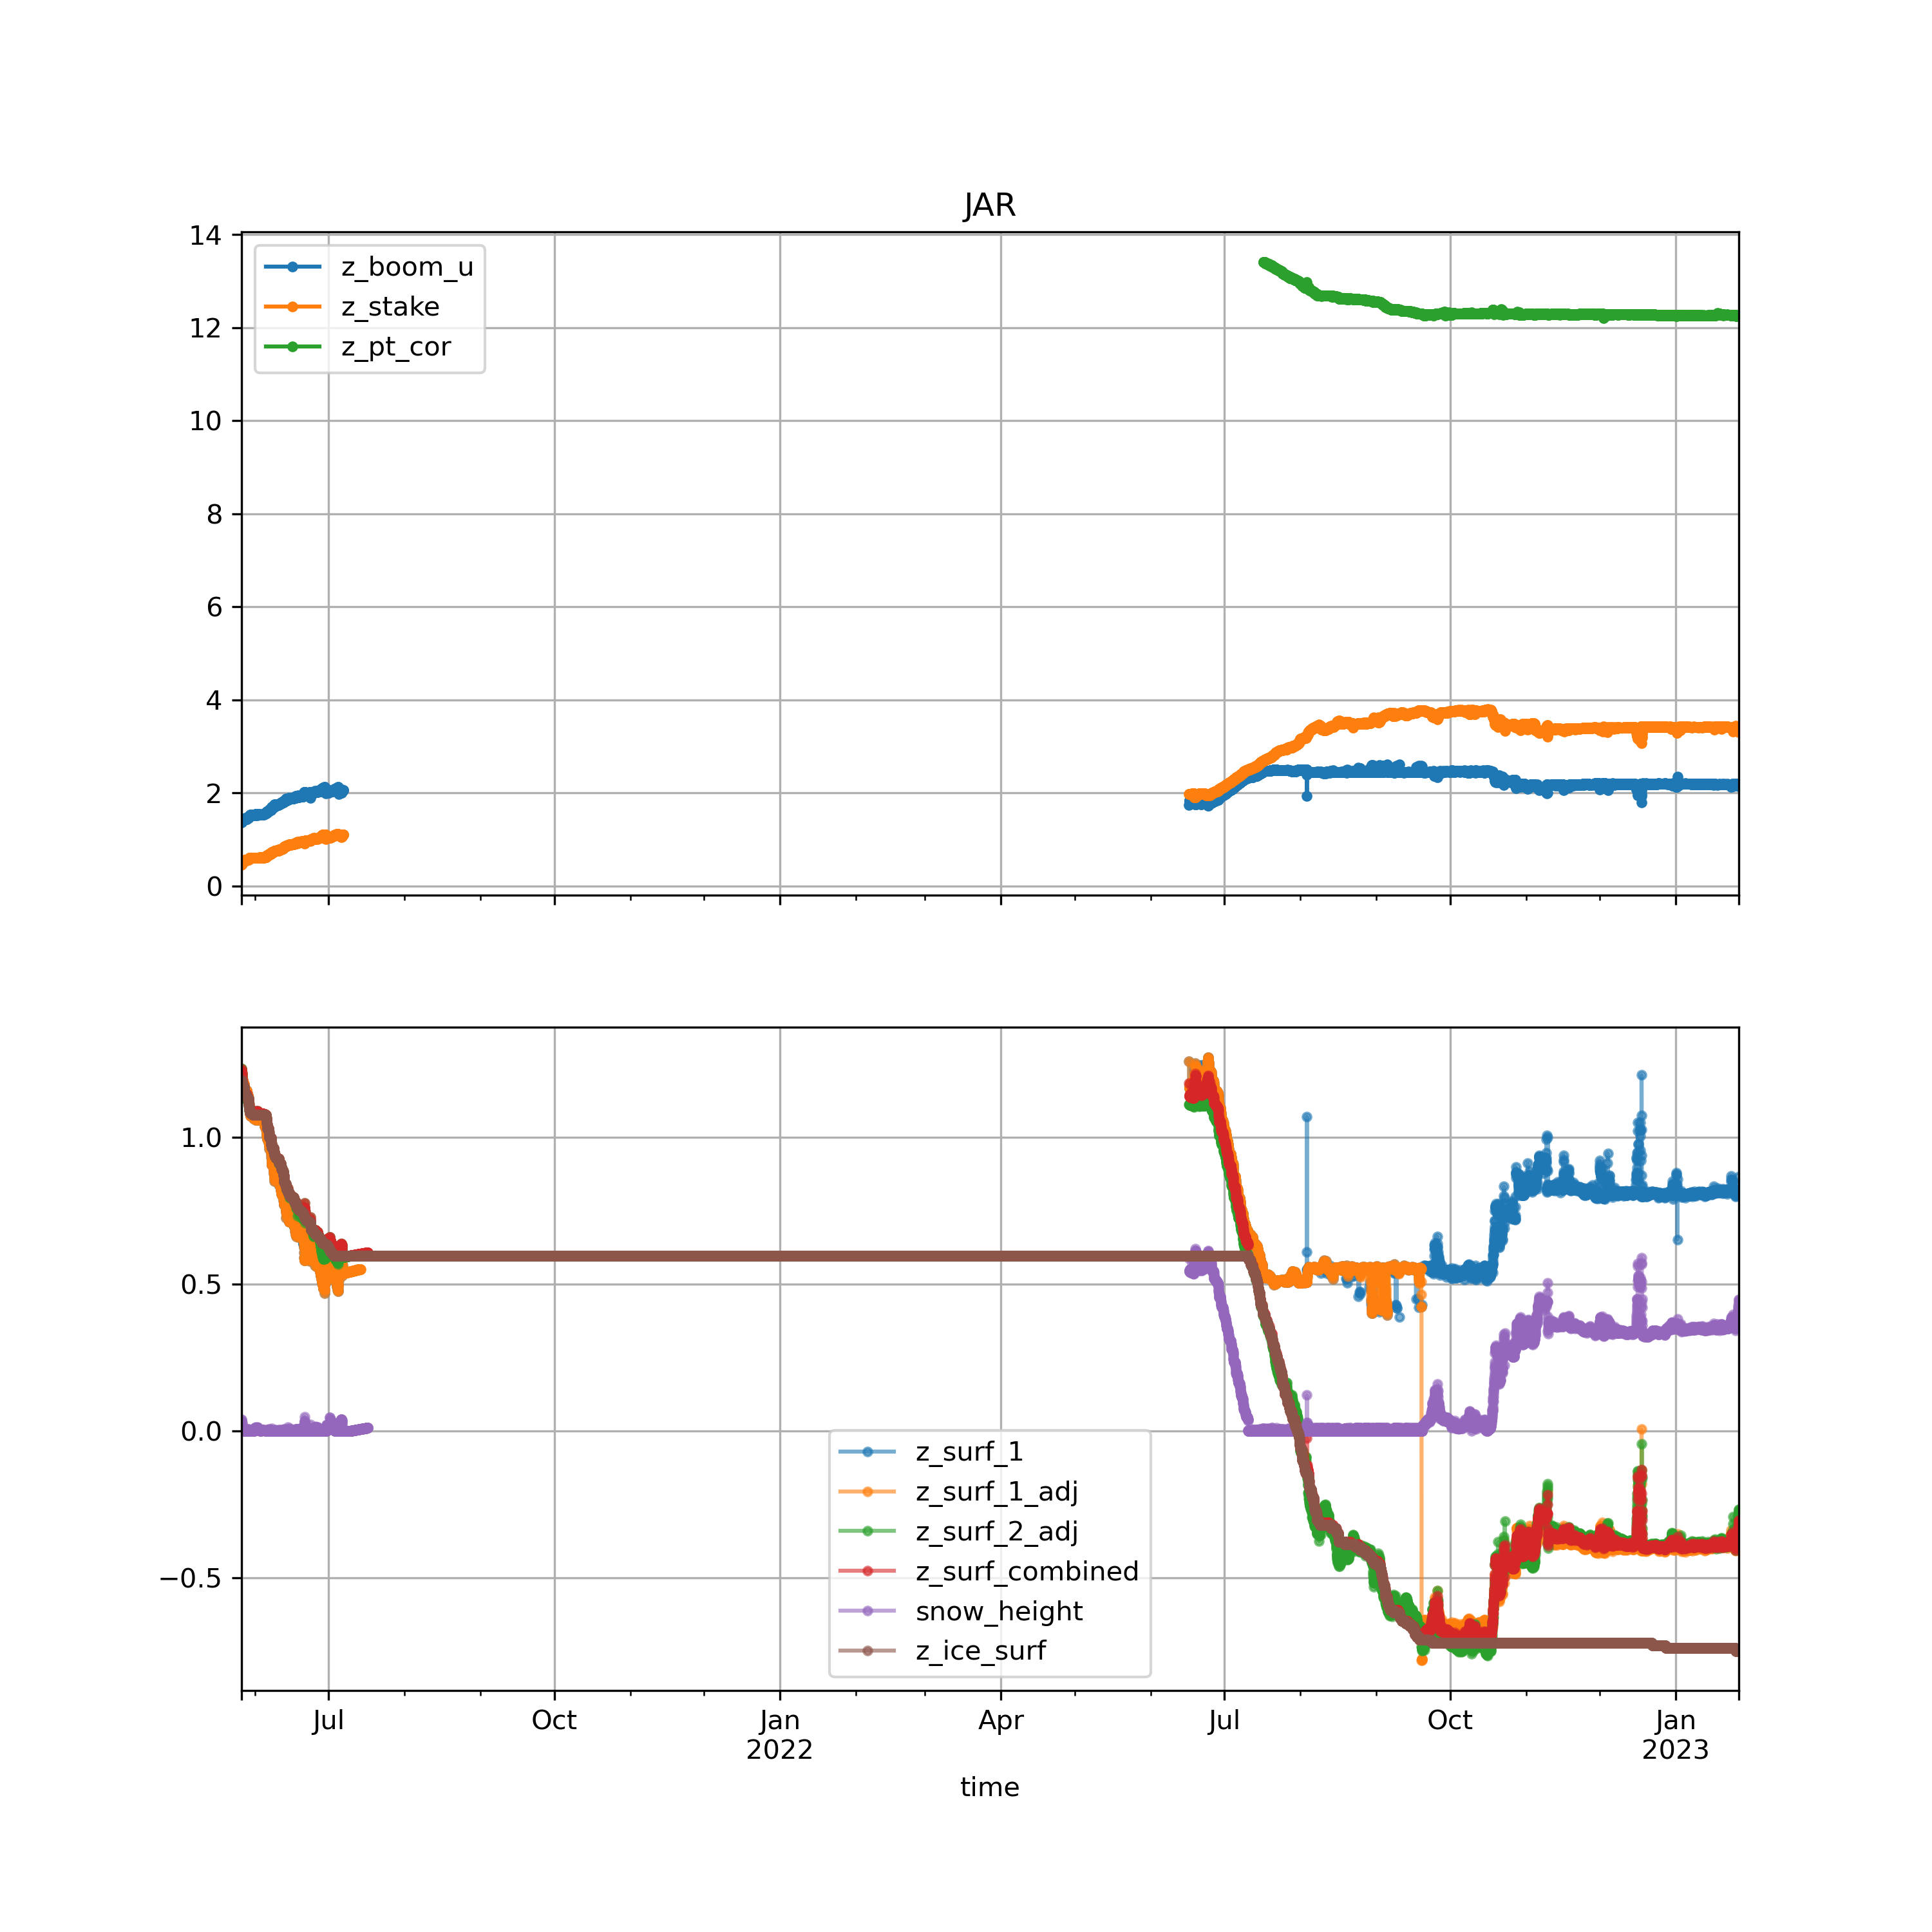 JAR
14
12
10
8
6
4
2
0
z_boom_u
z_stake
z_pt_cor
1.0
0.5
0.0
−0.5
z_surf_1
z_surf_1_adj
z_surf_2_adj
z_surf_combined
snow_height
z_ice_surf
Jul Oct Jan Apr Jul Oct Jan
2022 2023
time